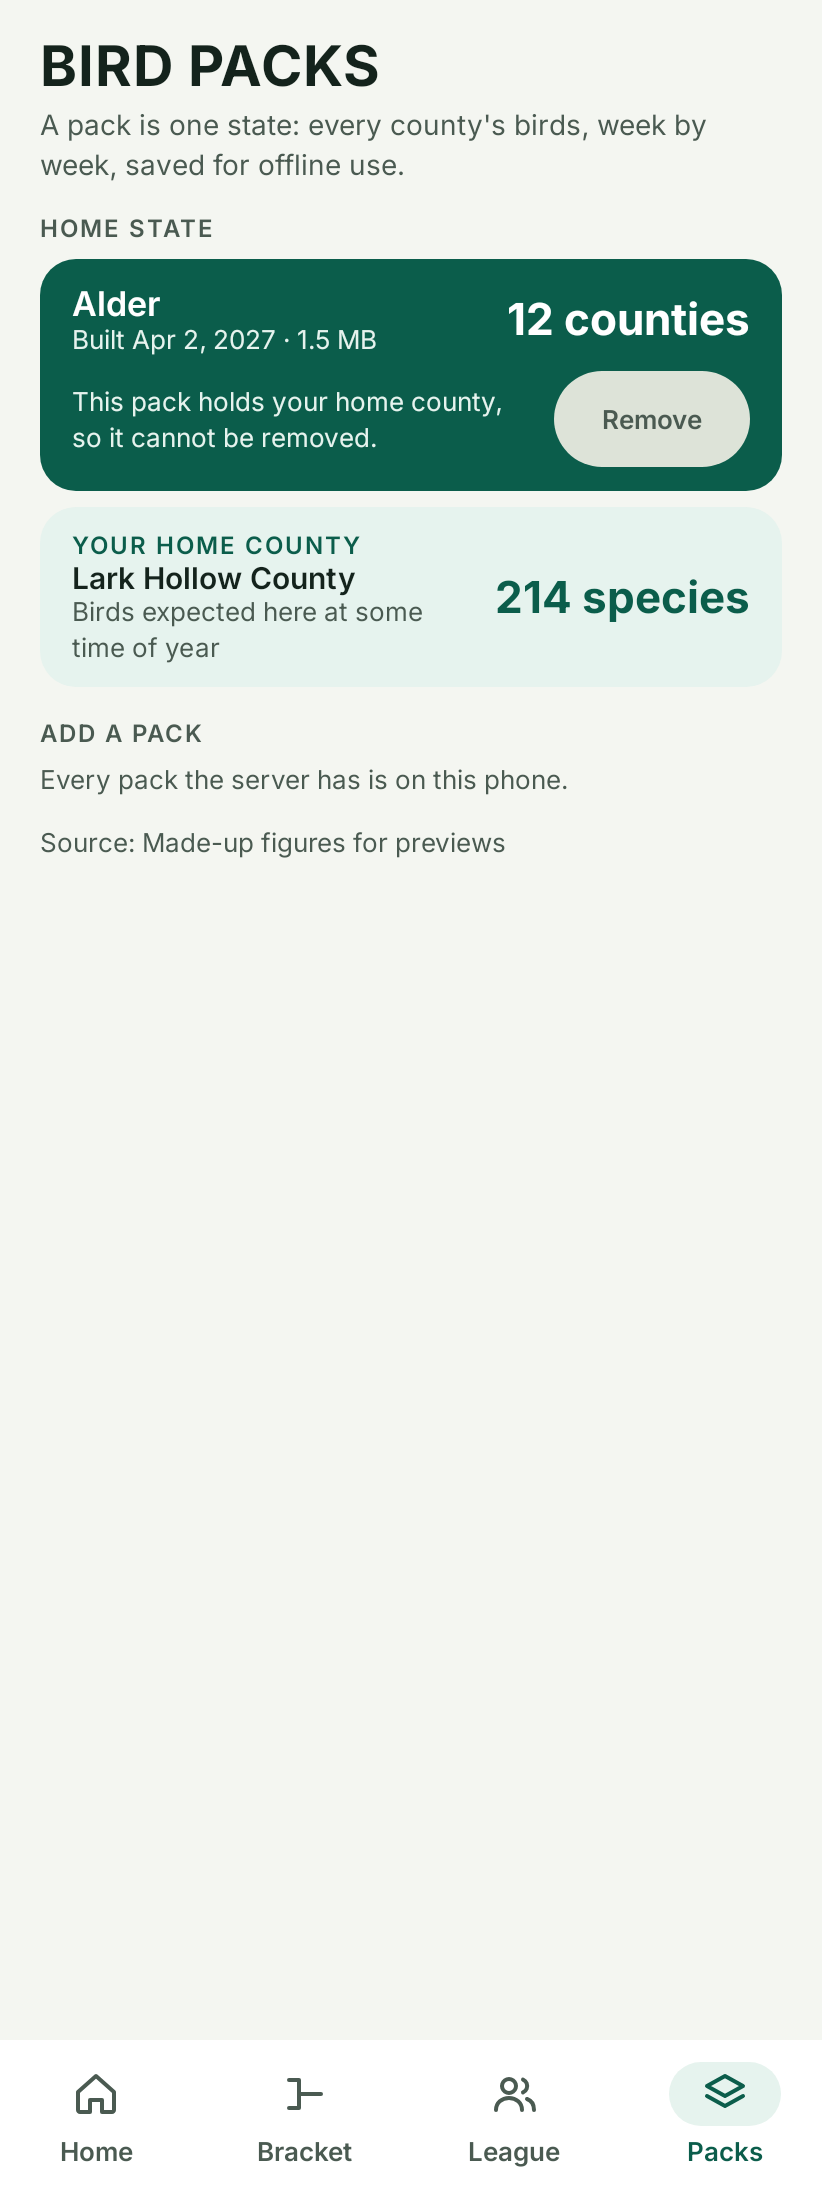 BIRD PACKS
A pack is one state: every county's birds, week by
week, saved for offline use.
HOME STATE
Alder
Built Apr 2, 2027 · 1.5 MB
12 counties
This pack holds your home county,
so it cannot be removed.
Remove
YOUR HOME COUNTY
Lark Hollow County
Birds expected here at some
time of year
214 species
ADD A PACK
Every pack the server has is on this phone.
Source: Made-up figures for previews
Home
Bracket
League
Packs